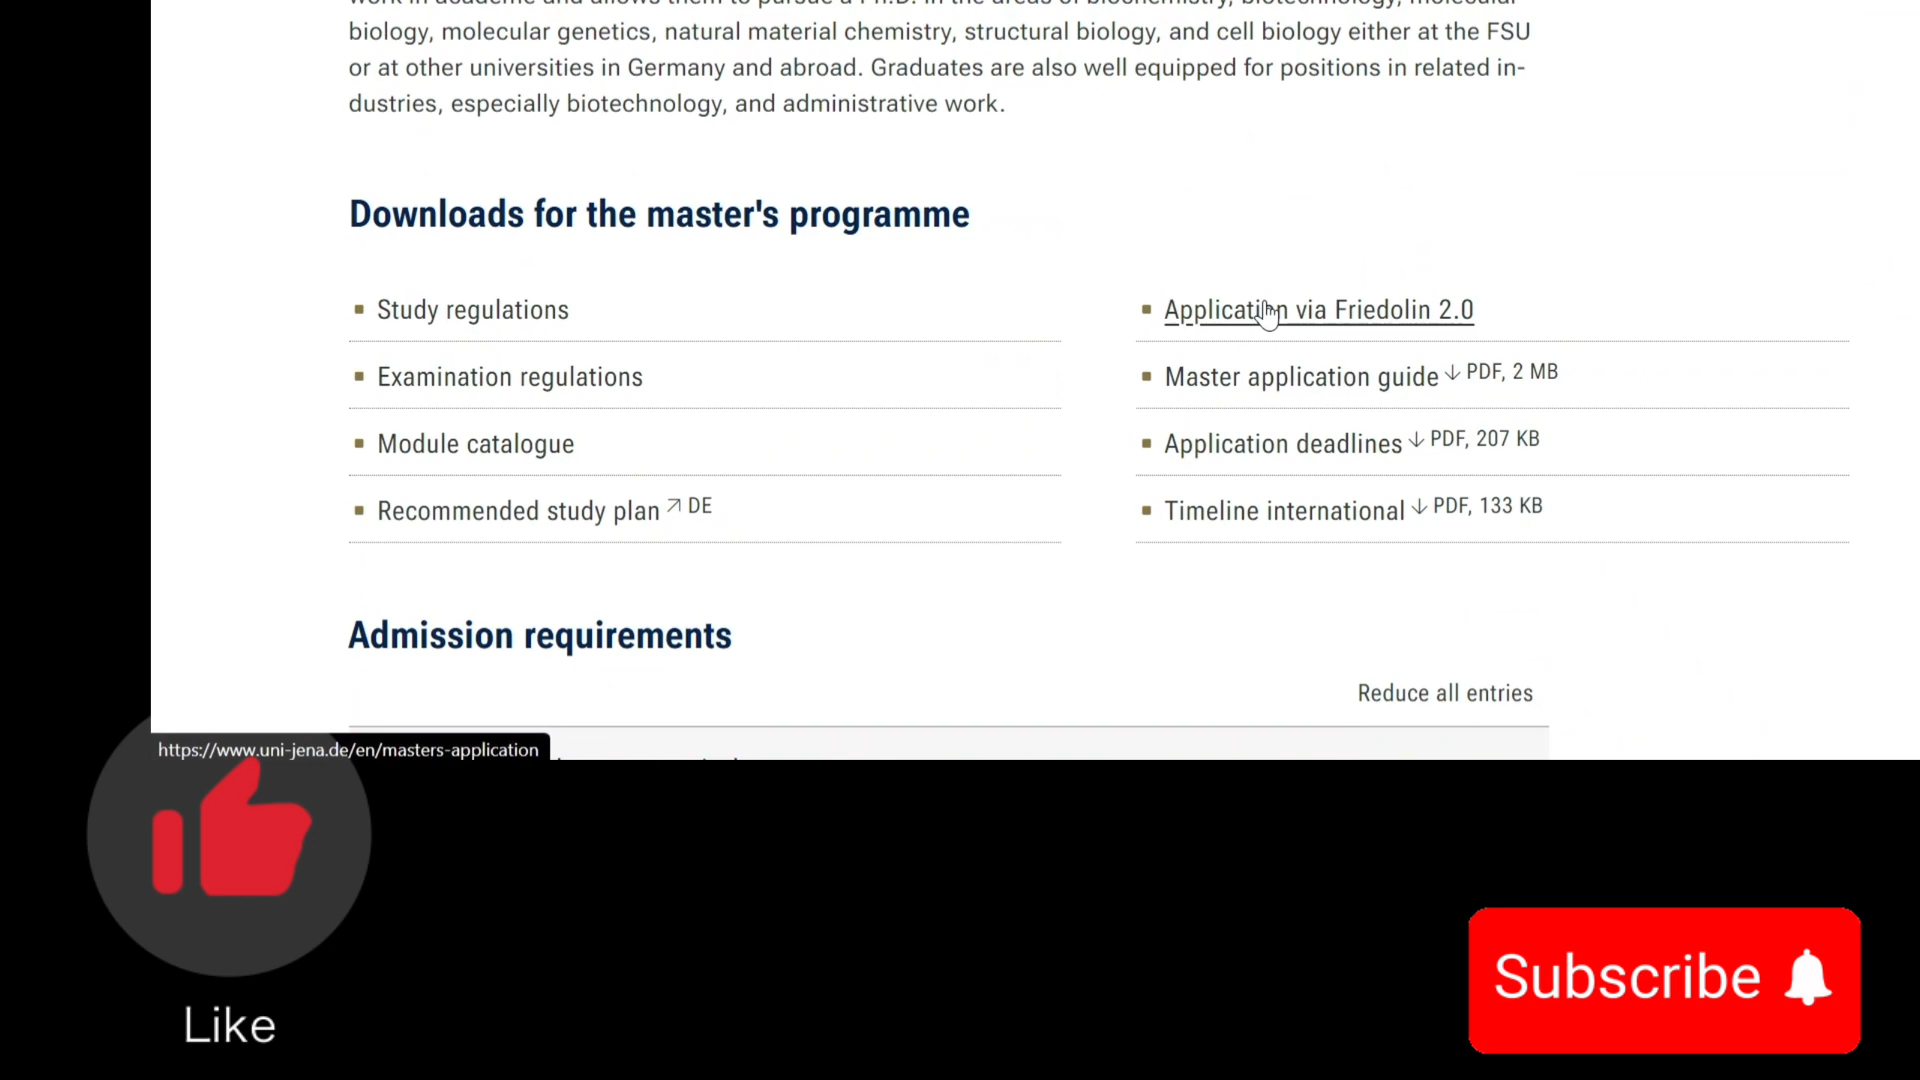 biology, molecular genetics, natural material chemistry, structural biology, and cell biology either at the FSU
or at other universities in Germany and abroad. Graduates are also well equipped for positions in related in-
dustries, especially biotechnology, and administrative work.
Downloads for the master's programme
Study regulations
Examination regulations
Module catalogue
Recommended study plan DE
Application via Friedolin 2.0
Master application guide PDF, 2 MB
Application deadlines PDF, 207 KB
Timeline international PDF, 133 KB
Admission requirements
Reduce all entries
https://www.uni-jena.de/en/masters-application
Like
Subscribe